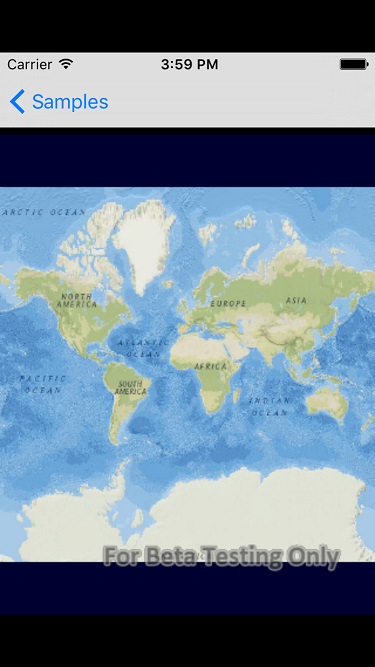 Carrier 3:59 PM
Samples
ARCTIC OCEAN
NORTH
AMERICA
EUROPE
ASIA
ATLANTIC
OCEAN
AFRICA
PACIFIC
OCEAN
SOUTH
AMERICA
INDIAN
OCEAN
For Beta Testing Only